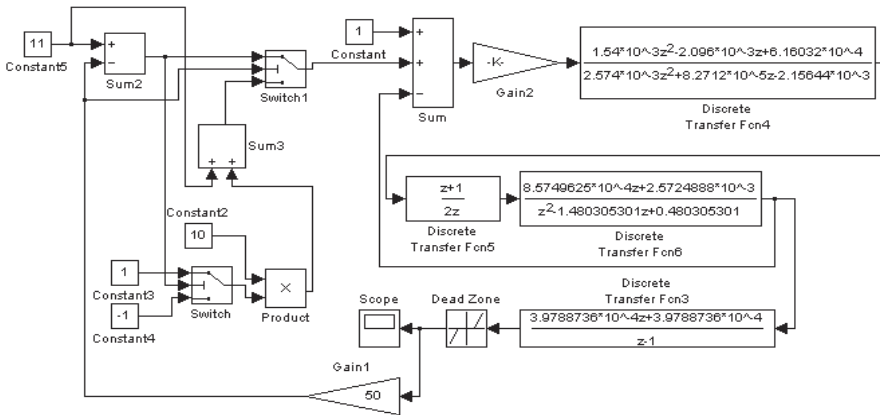 11
Constant5
+
−
Sum2
Switch1
1
Constant
+
+
−
Sum
-K-
Gain2
1.54*10^-3z²-2.096*10^-3z+6.16032*10^-4
2.574*10^-3z²+8.2712*10^-5z-2.15644*10^-3
Discrete
Transfer Fcn4
+ +
Sum3
z+1
2z
Discrete
Transfer Fcn5
8.5749625*10^-4z+2.5724888*10^-3
z²-1.480305301z+0.480305301
Discrete
Transfer Fcn6
Constant2
10
1
Constant3
-1
Constant4
Switch
×
Product
Scope
Dead Zone
Discrete
Transfer Fcn3
3.9788736*10^-4z+3.9788736*10^-4
z-1
Gain1
50